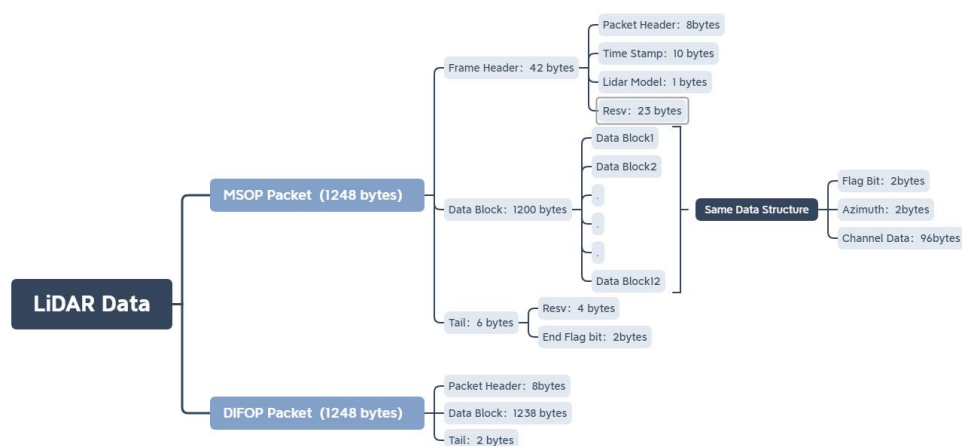 LiDAR Data
MSOP Packet (1248 bytes)
Frame Header: 42 bytes
Packet Header: 8bytes
Time Stamp: 10 bytes
Lidar Model: 1 bytes
Resv: 23 bytes
Data Block: 1200 bytes
Data Block1
Data Block2
.
.
.
Data Block12
Same Data Structure
Flag Bit: 2bytes
Azimuth: 2bytes
Channel Data: 96bytes
Tail: 6 bytes
Resv: 4 bytes
End Flag bit: 2bytes
DIFOP Packet (1248 bytes)
Packet Header: 8bytes
Data Block: 1238 bytes
Tail: 2 bytes